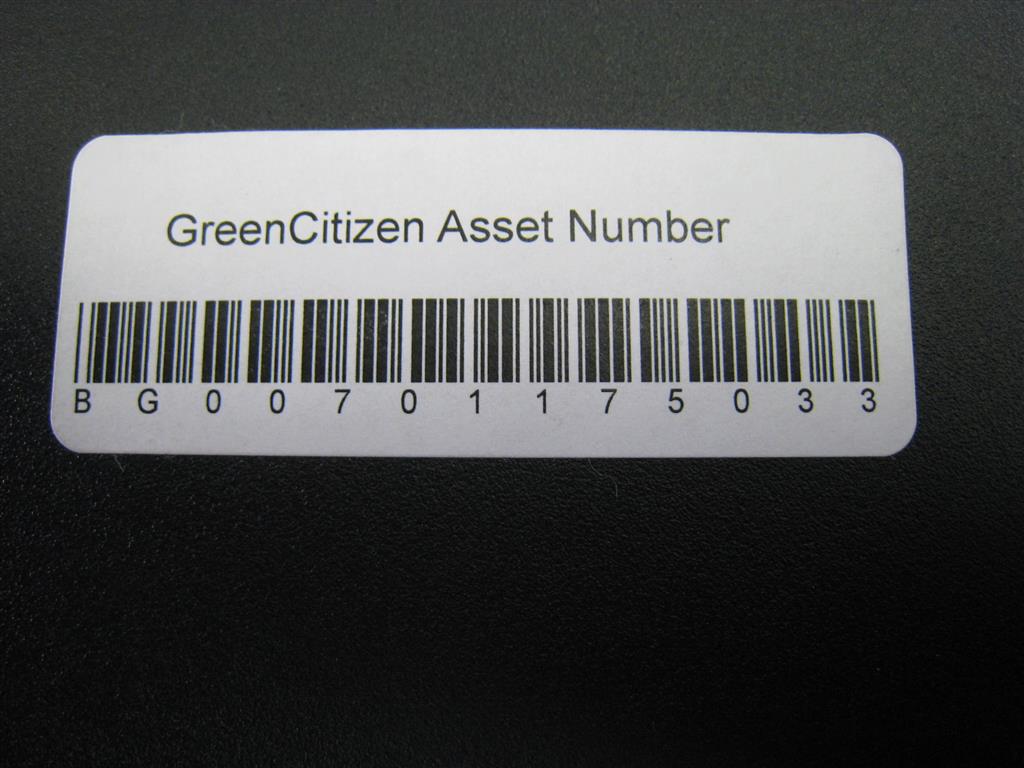 GreenCitizen Asset Number
B G 0 0 7 0 1 1 7 5 0 3 3